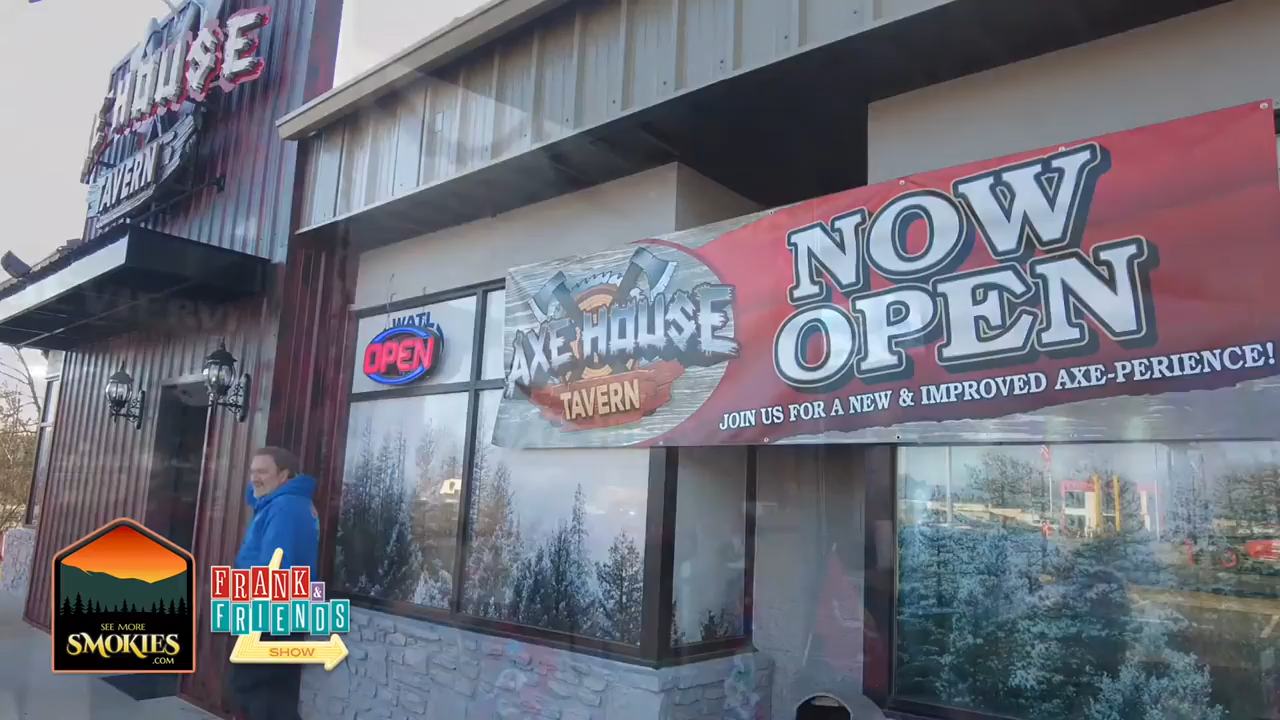 HOUSE
TAVERN
WATL
OPEN
AXE HOUSE
TAVERN
NOW
OPEN
JOIN US FOR A NEW & IMPROVED AXE-PERIENCE!
SEE MORE
SMOKIES
.COM
FRANK &
FRIENDS
SHOW